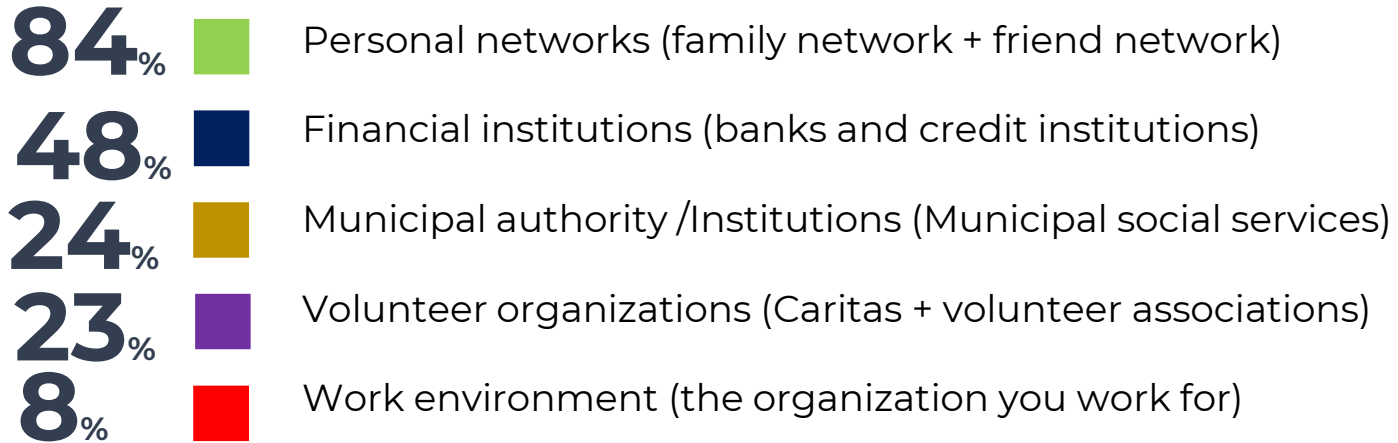 84% Personal networks (family network + friend network)
48% Financial institutions (banks and credit institutions)
24% Municipal authority /Institutions (Municipal social services)
23% Volunteer organizations (Caritas + volunteer associations)
8% Work environment (the organization you work for)